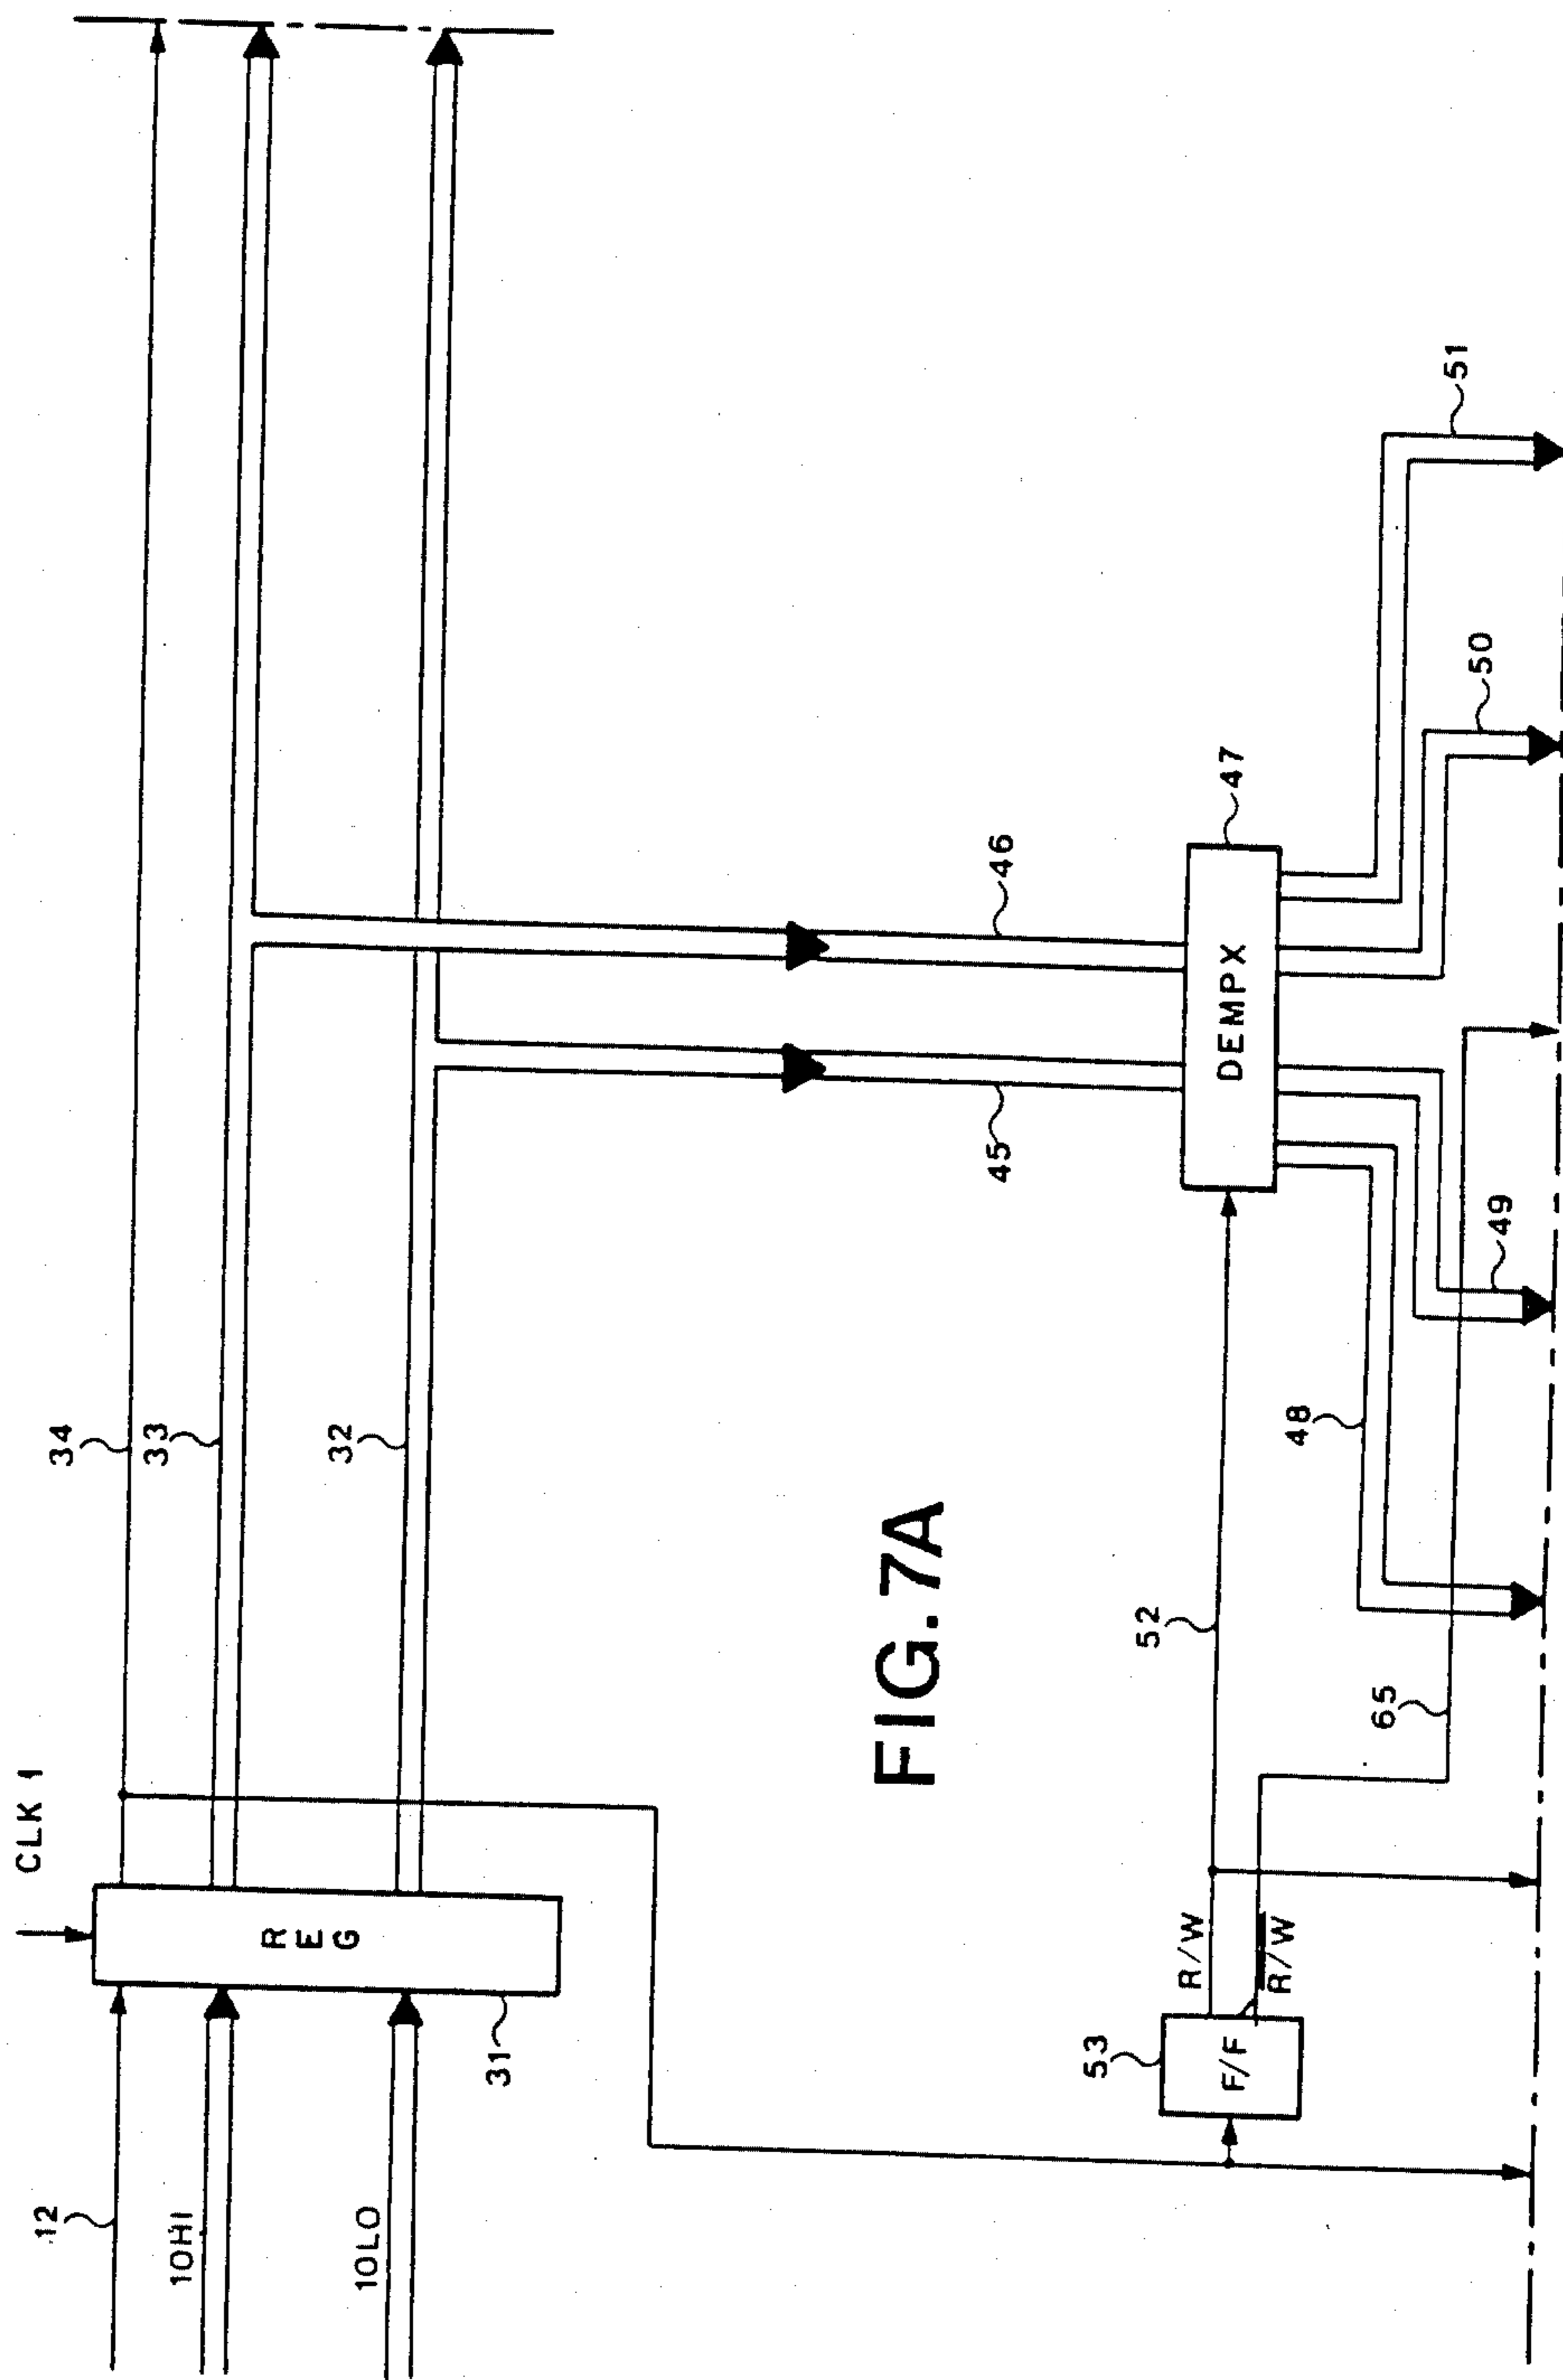 CLK 1
12
34
10HI
33
10LO
32
REG
31
46
45
FIG. 7A
53
F/F
R/W
R/W
52
DEMPX
47
65
48
49
50
51